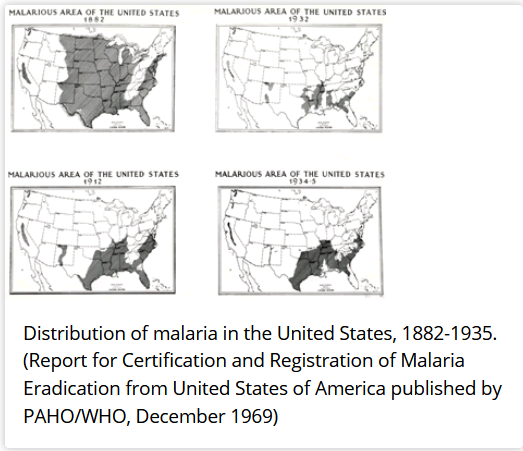 MALARIOUS AREA OF THE UNITED STATES
1882
MALARIOUS AREA OF THE UNITED STATES
1932
MALARIOUS AREA OF THE UNITED STATES
1912
MALARIOUS AREA OF THE UNITED STATES
1934-5
Distribution of malaria in the United States, 1882-1935.
(Report for Certification and Registration of Malaria
Eradication from United States of America published by
PAHO/WHO, December 1969)